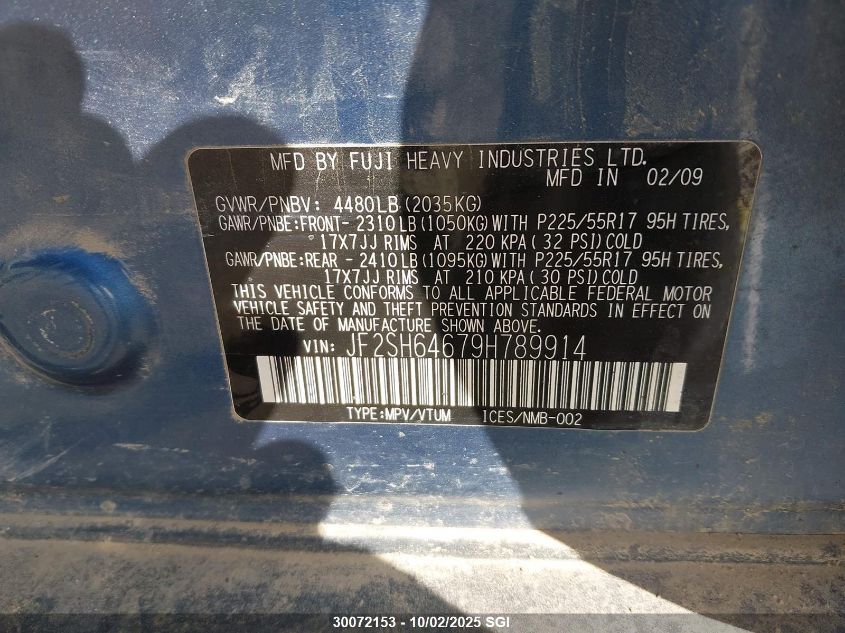 MFD BY FUJI HEAVY INDUSTRIES LTD.
MFD IN 02/09
GVWR/PNBV: 4480LB (2035KG)
GAWR/PNBE:FRONT- 2310LB (1050KG) WITH P225/55R17 95H TIRES,
17X7JJ RIMS AT 220 KPA ( 32 PSI) COLD
GAWR/PNBE:REAR - 2410LB (1095KG) WITH P225/55R17 95H TIRES,
17X7JJ RIMS AT 210 KPA ( 30 PSI) COLD
THIS VEHICLE CONFORMS TO ALL APPLICABLE FEDERAL MOTOR
VEHICLE SAFETY AND THEFT PREVENTION STANDARDS IN EFFECT ON
THE DATE OF MANUFACTURE SHOWN ABOVE.
VIN: JF2SH64679H789914
TYPE:MPV/VTUM ICES/NMB-002
30072153 - 10/02/2025 SGI